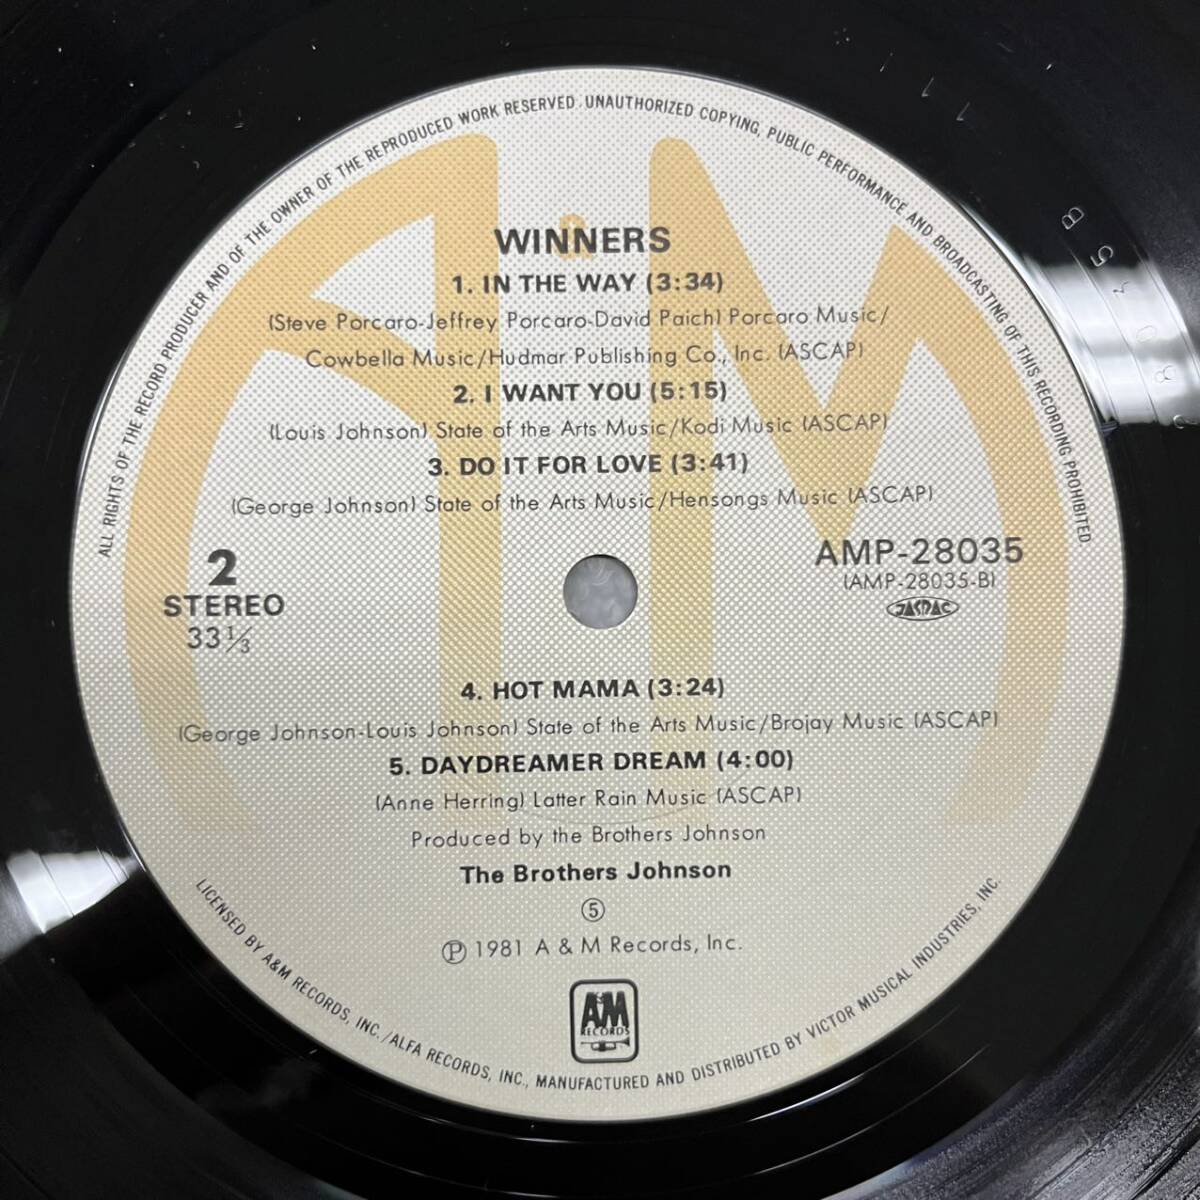 ALL RIGHTS OF THE RECORD PRODUCER AND OF THE OWNER OF THE REPRODUCED WORK RESERVED. UNAUTHORIZED COPYING, PUBLIC PERFORMANCE AND BROADCASTING OF THIS RECORDING PROHIBITED.
WINNERS
1. IN THE WAY (3:34)
(Steve Porcaro-Jeffrey Porcaro-David Paich) Porcaro Music/
Cowbella Music/Hudmar Publishing Co., Inc. (ASCAP)
2. I WANT YOU (5:15)
(Louis Johnson) State of the Arts Music/Kodi Music (ASCAP)
3. DO IT FOR LOVE (3:41)
(George Johnson) State of the Arts Music/Hensongs Music (ASCAP)
2
STEREO
33⅓
AMP-28035
(AMP-28035-B)
JASRAC
4. HOT MAMA (3:24)
(George Johnson-Louis Johnson) State of the Arts Music/Brojay Music (ASCAP)
5. DAYDREAMER DREAM (4:00)
(Anne Herring) Latter Rain Music (ASCAP)
Produced by the Brothers Johnson
The Brothers Johnson
⑤
Ⓟ 1981 A & M Records, Inc.
A&M
RECORDS
LICENSED BY A&M RECORDS, INC./ALFA RECORDS, INC., MANUFACTURED AND DISTRIBUTED BY VICTOR MUSICAL INDUSTRIES, INC.